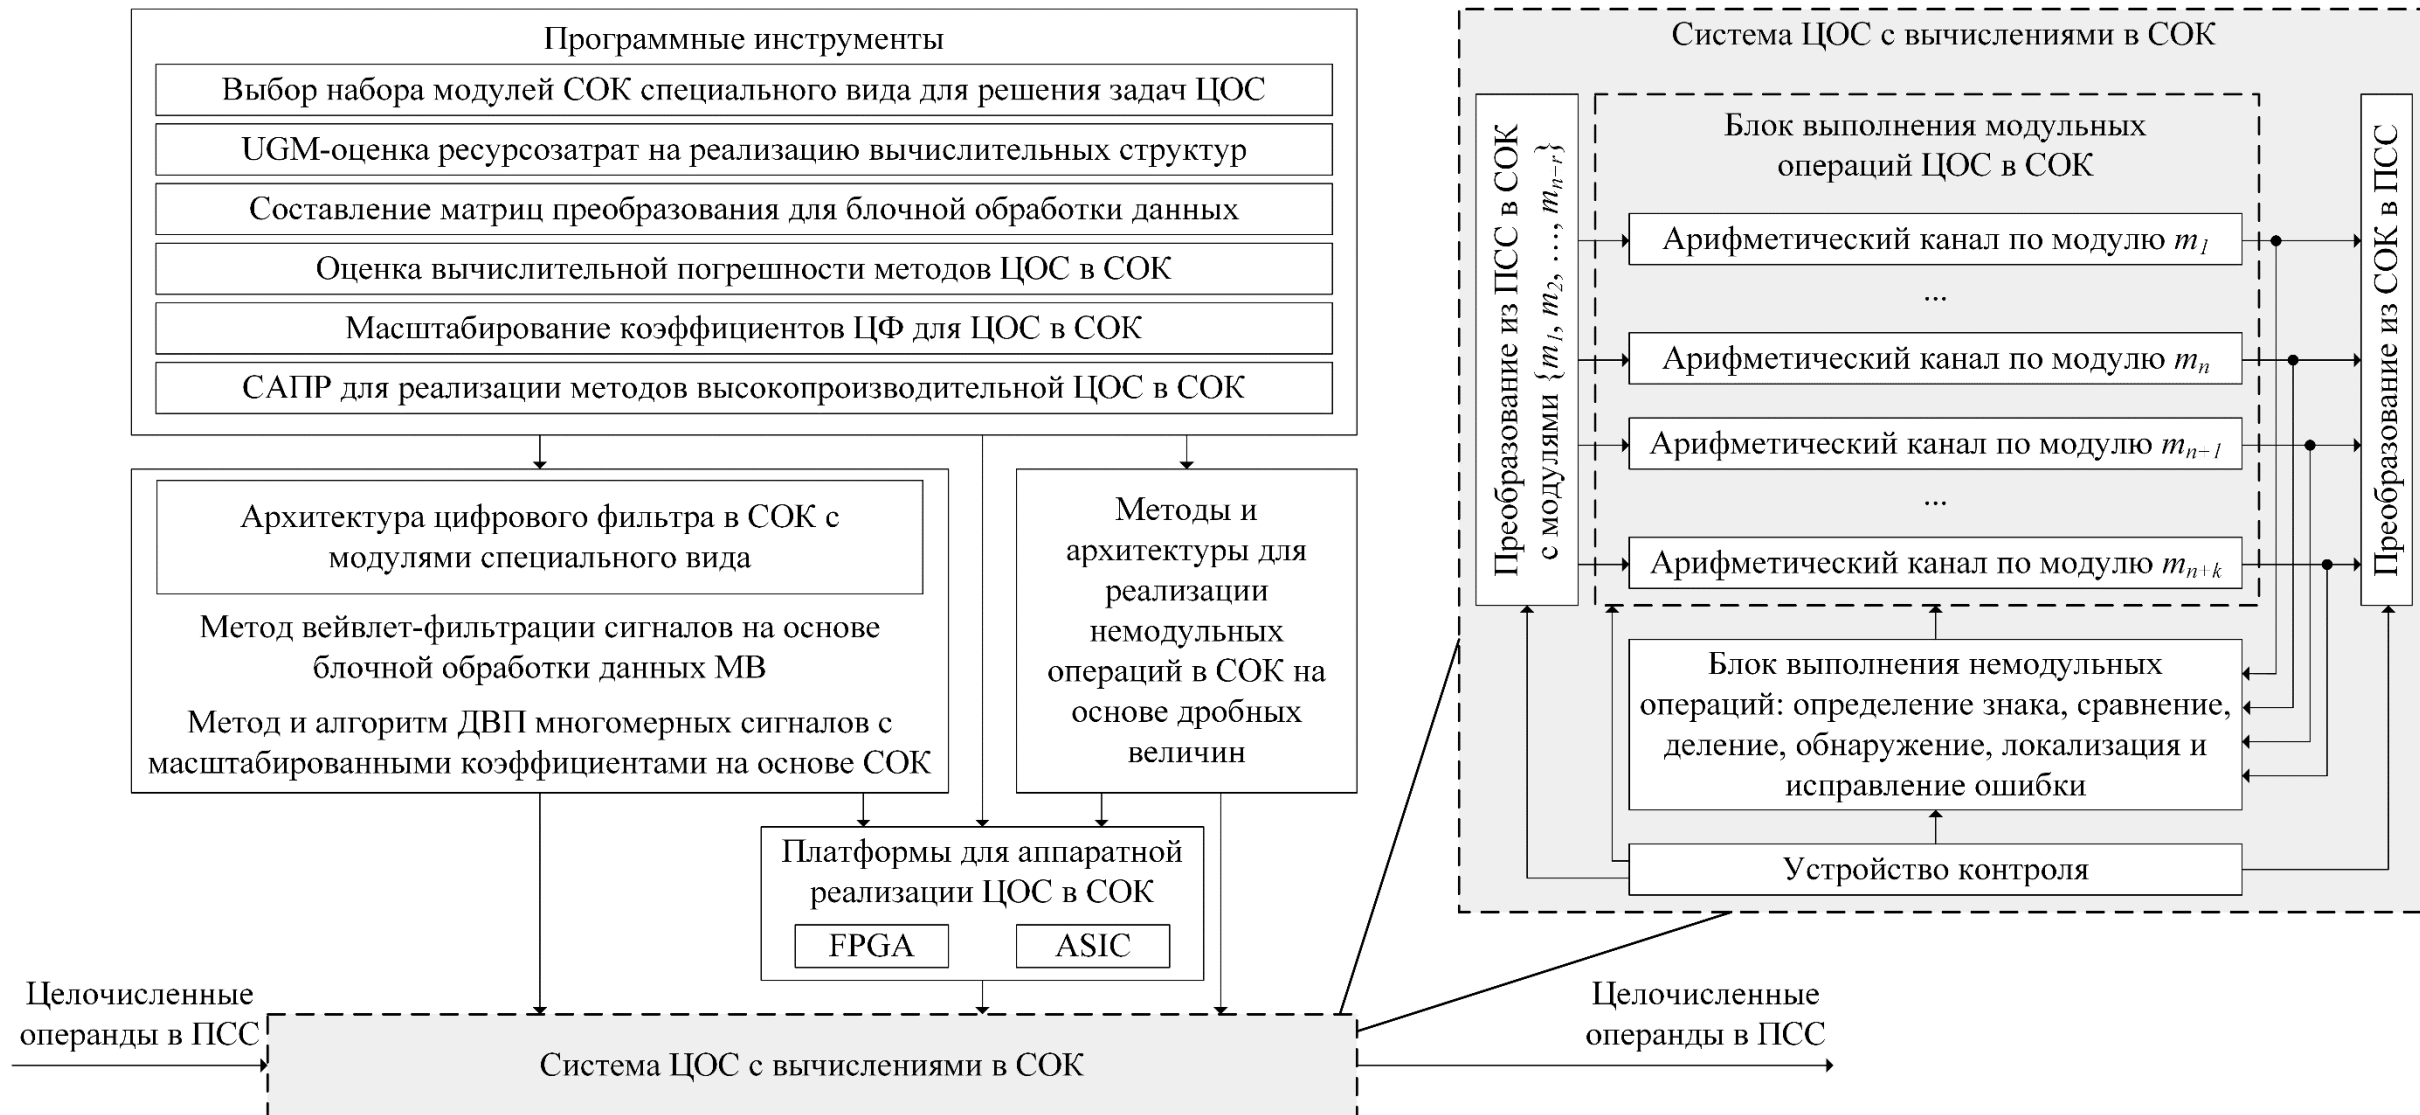 Программные инструменты
Выбор набора модулей СОК специального вида для решения задач ЦОС
UGM-оценка ресурсозатрат на реализацию вычислительных структур
Составление матриц преобразования для блочной обработки данных
Оценка вычислительной погрешности методов ЦОС в СОК
Масштабирование коэффициентов ЦФ для ЦОС в СОК
САПР для реализации методов высокопроизводительной ЦОС в СОК
Архитектура цифрового фильтра в СОК с
модулями специального вида
Метод вейвлет-фильтрации сигналов на основе
блочной обработки данных МВ
Метод и алгоритм ДВП многомерных сигналов с
масштабированными коэффициентами на основе СОК
Методы и
архитектуры для
реализации
немодульных
операций в СОК на
основе дробных
величин
Платформы для аппаратной
реализации ЦОС в СОК
FPGA
ASIC
Целочисленные
операнды в ПСС
Система ЦОС с вычислениями в СОК
Целочисленные
операнды в ПСС
Система ЦОС с вычислениями в СОК
Преобразование из ПСС в СОК
с модулями {m1, m2, …, mn−r}
Блок выполнения модульных
операций ЦОС в СОК
Арифметический канал по модулю m1
...
Арифметический канал по модулю mn
Арифметический канал по модулю mn+1
...
Арифметический канал по модулю mn+k
Преобразование из СОК в ПСС
Блок выполнения немодульных
операций: определение знака, сравнение,
деление, обнаружение, локализация и
исправление ошибки
Устройство контроля